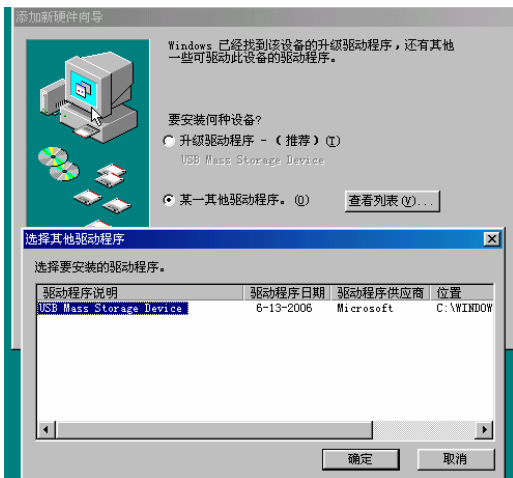 添加新硬件向导
Windows 已经找到该设备的升级驱动程序，还有其他
一些可驱动此设备的驱动程序。
要安装何种设备?
升级驱动程序 - （推荐）(I)
USB Mass Storage Device
某一其他驱动程序。(O)
查看列表(V)...
选择其他驱动程序
选择要安装的驱动程序。
驱动程序说明 驱动程序日期 驱动程序供应商 位置
USB Mass Storage Device 6-13-2006 Microsoft C:\WINDOW
确定 取消